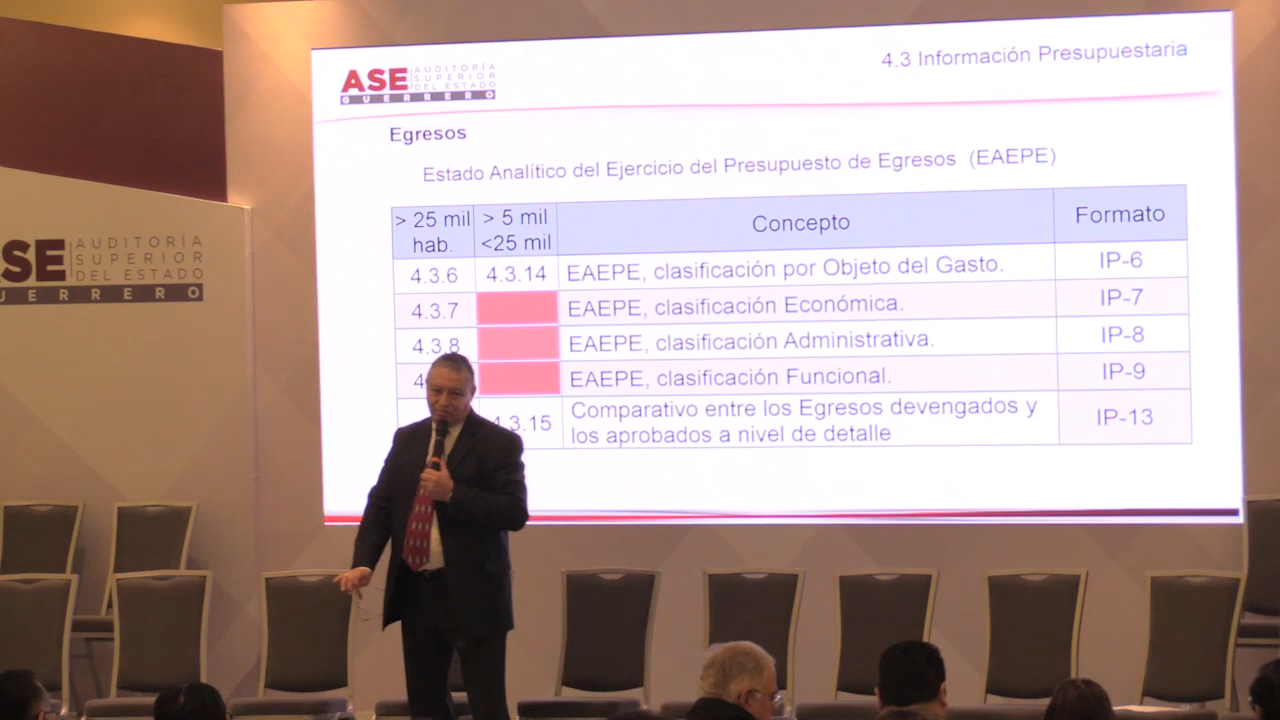 4.3 Información Presupuestaria
ASE AUDITORÍA
SUPERIOR
DEL ESTADO
GUERRERO
Egresos
Estado Analítico del Ejercicio del Presupuesto de Egresos (EAEPE)
> 25 mil hab. > 5 mil <25 mil Concepto Formato
4.3.6 4.3.14 EAEPE, clasificación por Objeto del Gasto. IP-6
4.3.7 EAEPE, clasificación Económica. IP-7
4.3.8 EAEPE, clasificación Administrativa. IP-8
EAEPE, clasificación Funcional. IP-9
4.3.15 Comparativo entre los Egresos devengados y
los aprobados a nivel de detalle IP-13
SE AUDITORÍA
SUPERIOR
DEL ESTADO
UERRERO